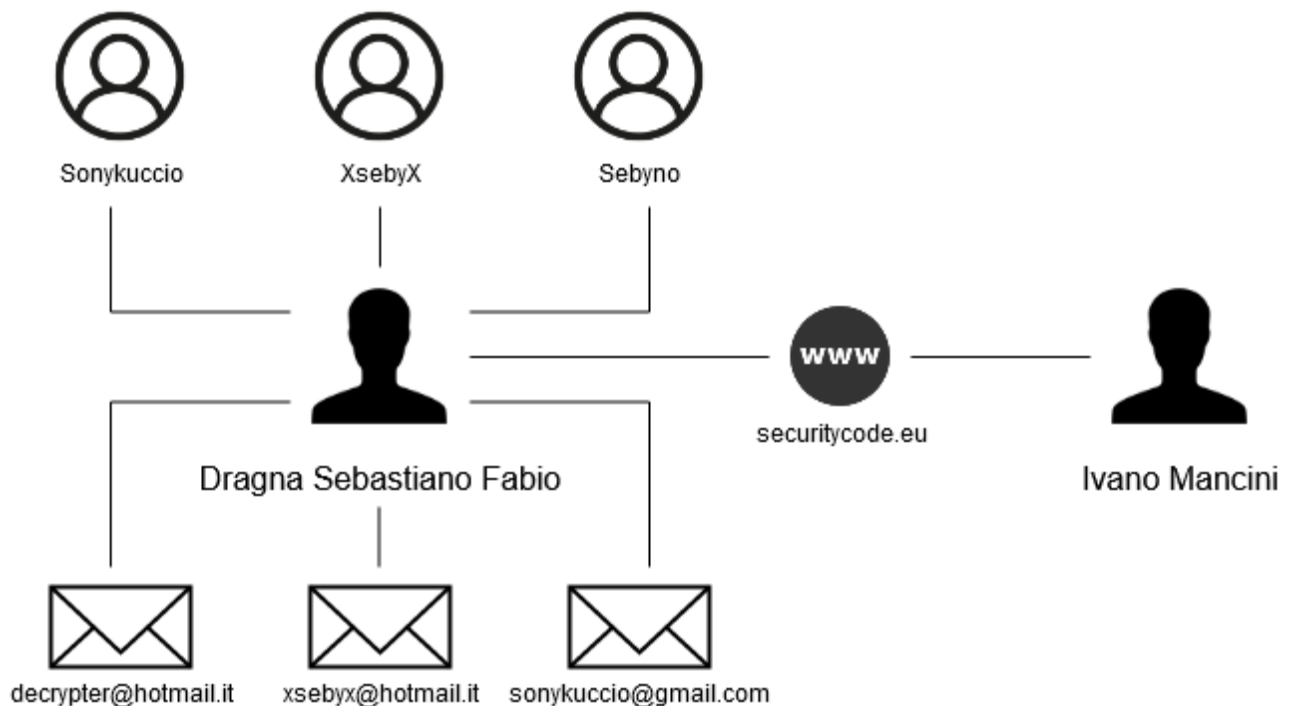 Sonykuccio
XsebyX
Sebyno
www
securitycode.eu
Dragna Sebastiano Fabio
Ivano Mancini
decrypter@hotmail.it
xsebyx@hotmail.it
sonykuccio@gmail.com